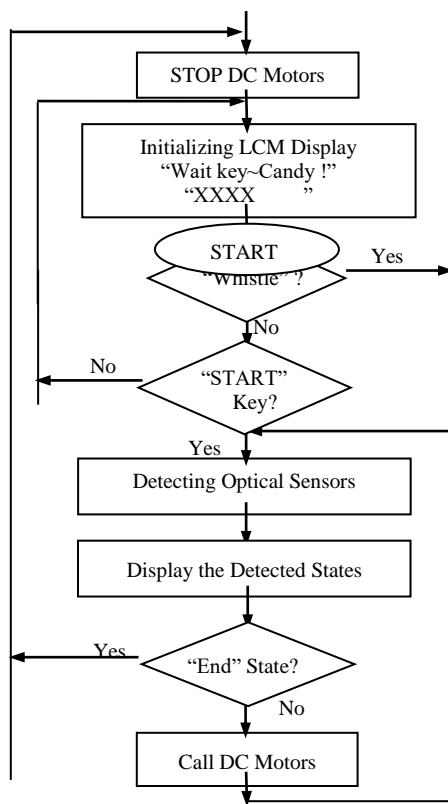 STOP DC Motors
Initializing LCM Display
“Wait key~Candy !”
“XXXX ”
START
Yes
“Whistle” ?
No
No
“START”
Key?
Yes
Detecting Optical Sensors
Display the Detected States
Yes
“End” State?
No
Call DC Motors